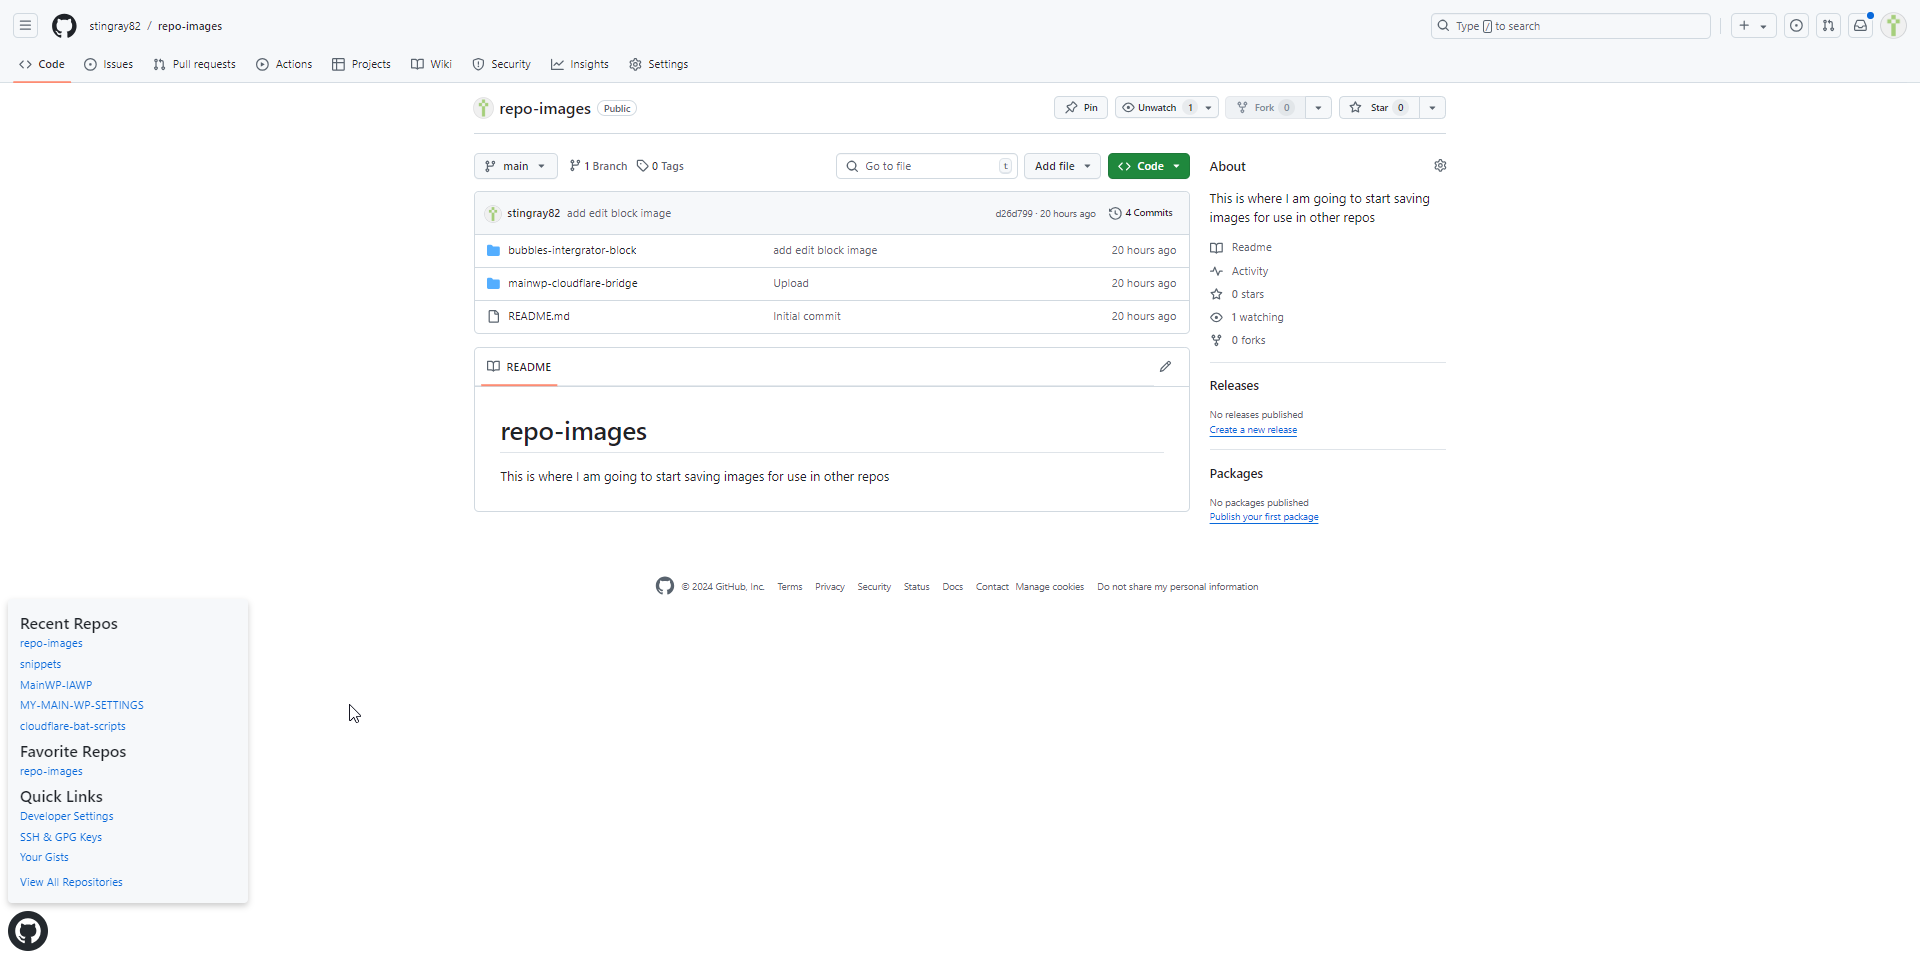 stingray82 / repo-images
Type / to search
Code Issues Pull requests Actions Projects Wiki Security Insights Settings
repo-images Public
Pin Unwatch 1 Fork 0 Star 0
main 1 Branch 0 Tags Go to file t Add file Code
stingray82 add edit block image d26d799 · 20 hours ago 4 Commits
bubbles-intergrator-block add edit block image 20 hours ago
mainwp-cloudflare-bridge Upload 20 hours ago
README.md Initial commit 20 hours ago
README
repo-images
This is where I am going to start saving images for use in other repos
About
This is where I am going to start saving
images for use in other repos
Readme
Activity
0 stars
1 watching
0 forks
Releases
No releases published
Create a new release
Packages
No packages published
Publish your first package
© 2024 GitHub, Inc. Terms Privacy Security Status Docs Contact Manage cookies Do not share my personal information
Recent Repos
repo-images
snippets
MainWP-IAWP
MY-MAIN-WP-SETTINGS
cloudflare-bat-scripts
Favorite Repos
repo-images
Quick Links
Developer Settings
SSH & GPG Keys
Your Gists
View All Repositories